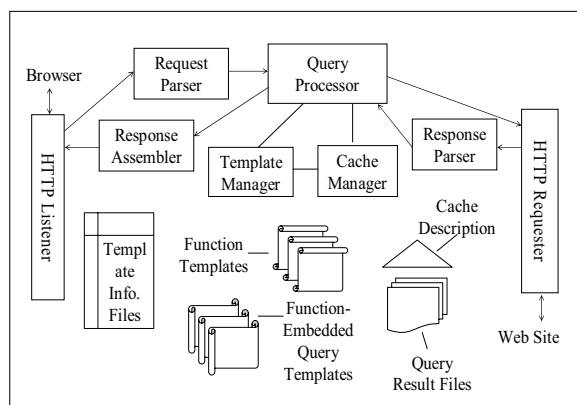 Browser
Request
Parser
Query
Processor
Response
Assembler
Response
Parser
Template
Manager
Cache
Manager
HTTP Listener
HTTP Requester
Templ
ate
Info.
Files
Function
Templates
Cache
Description
Function-
Embedded
Query
Templates
Query
Result Files
Web Site